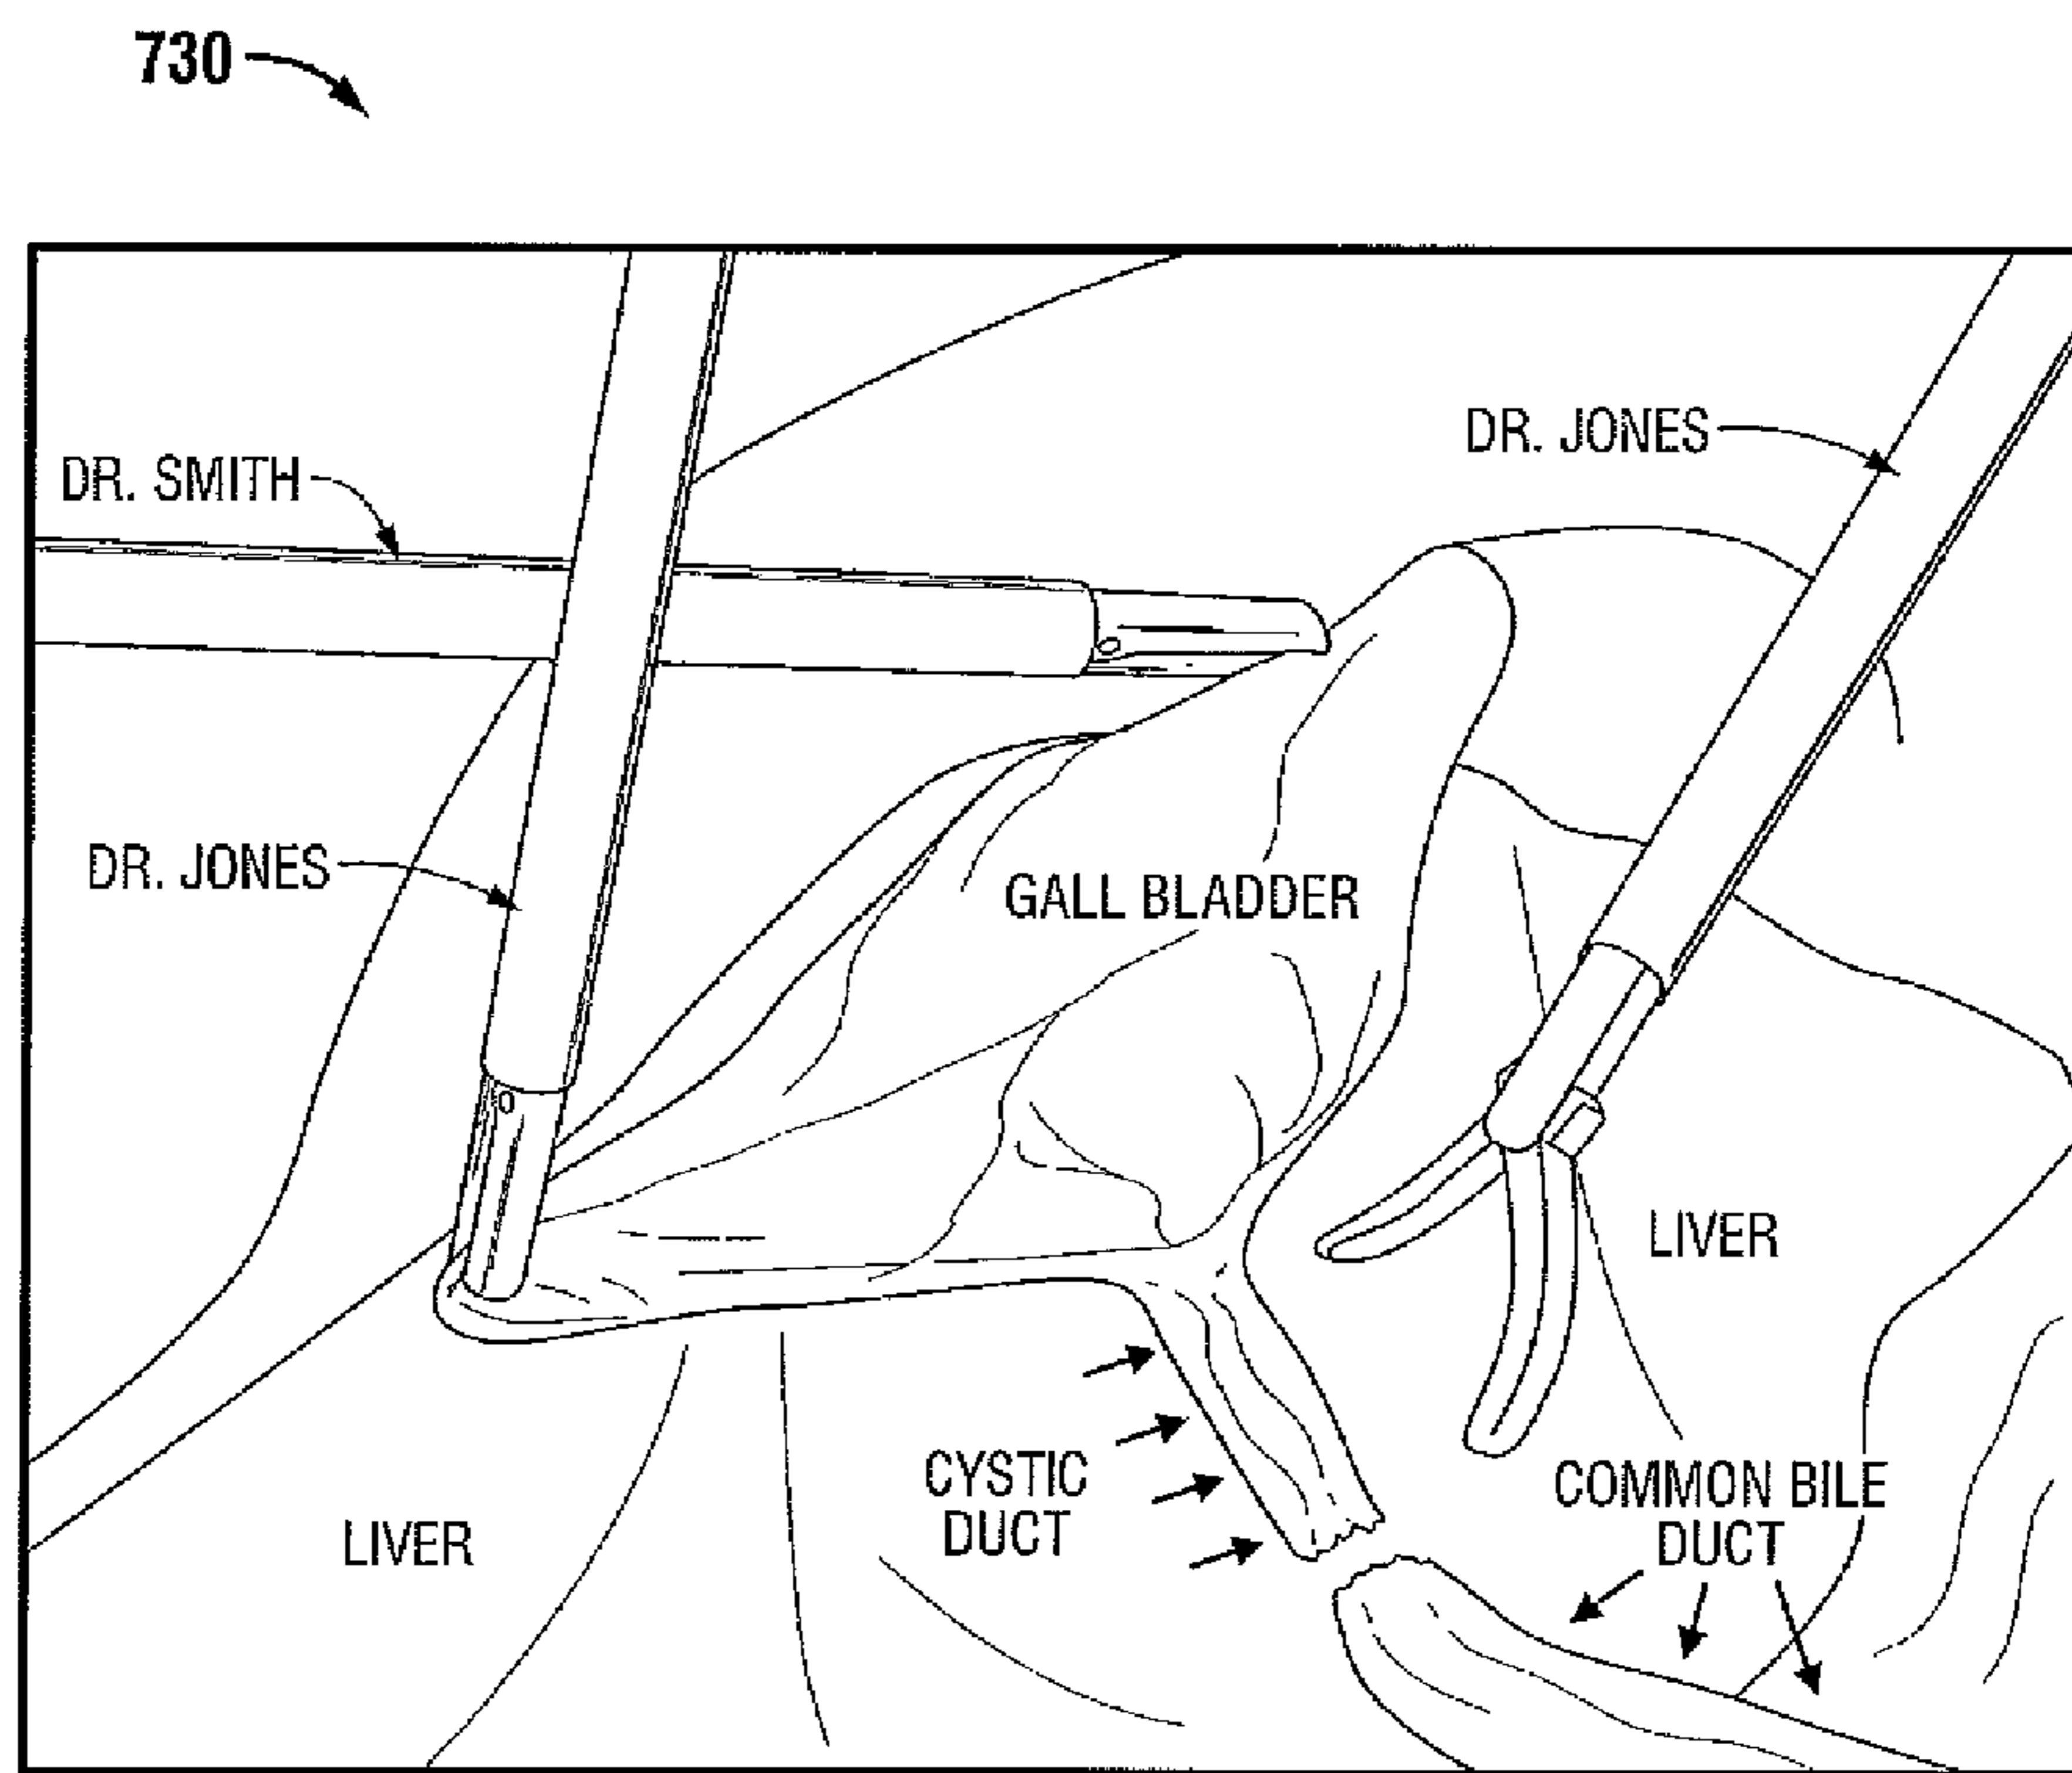 730
DR. JONES
DR. SMITH
DR. JONES
GALL BLADDER
LIVER
CYSTIC
DUCT
COMMON BILE
DUCT
LIVER